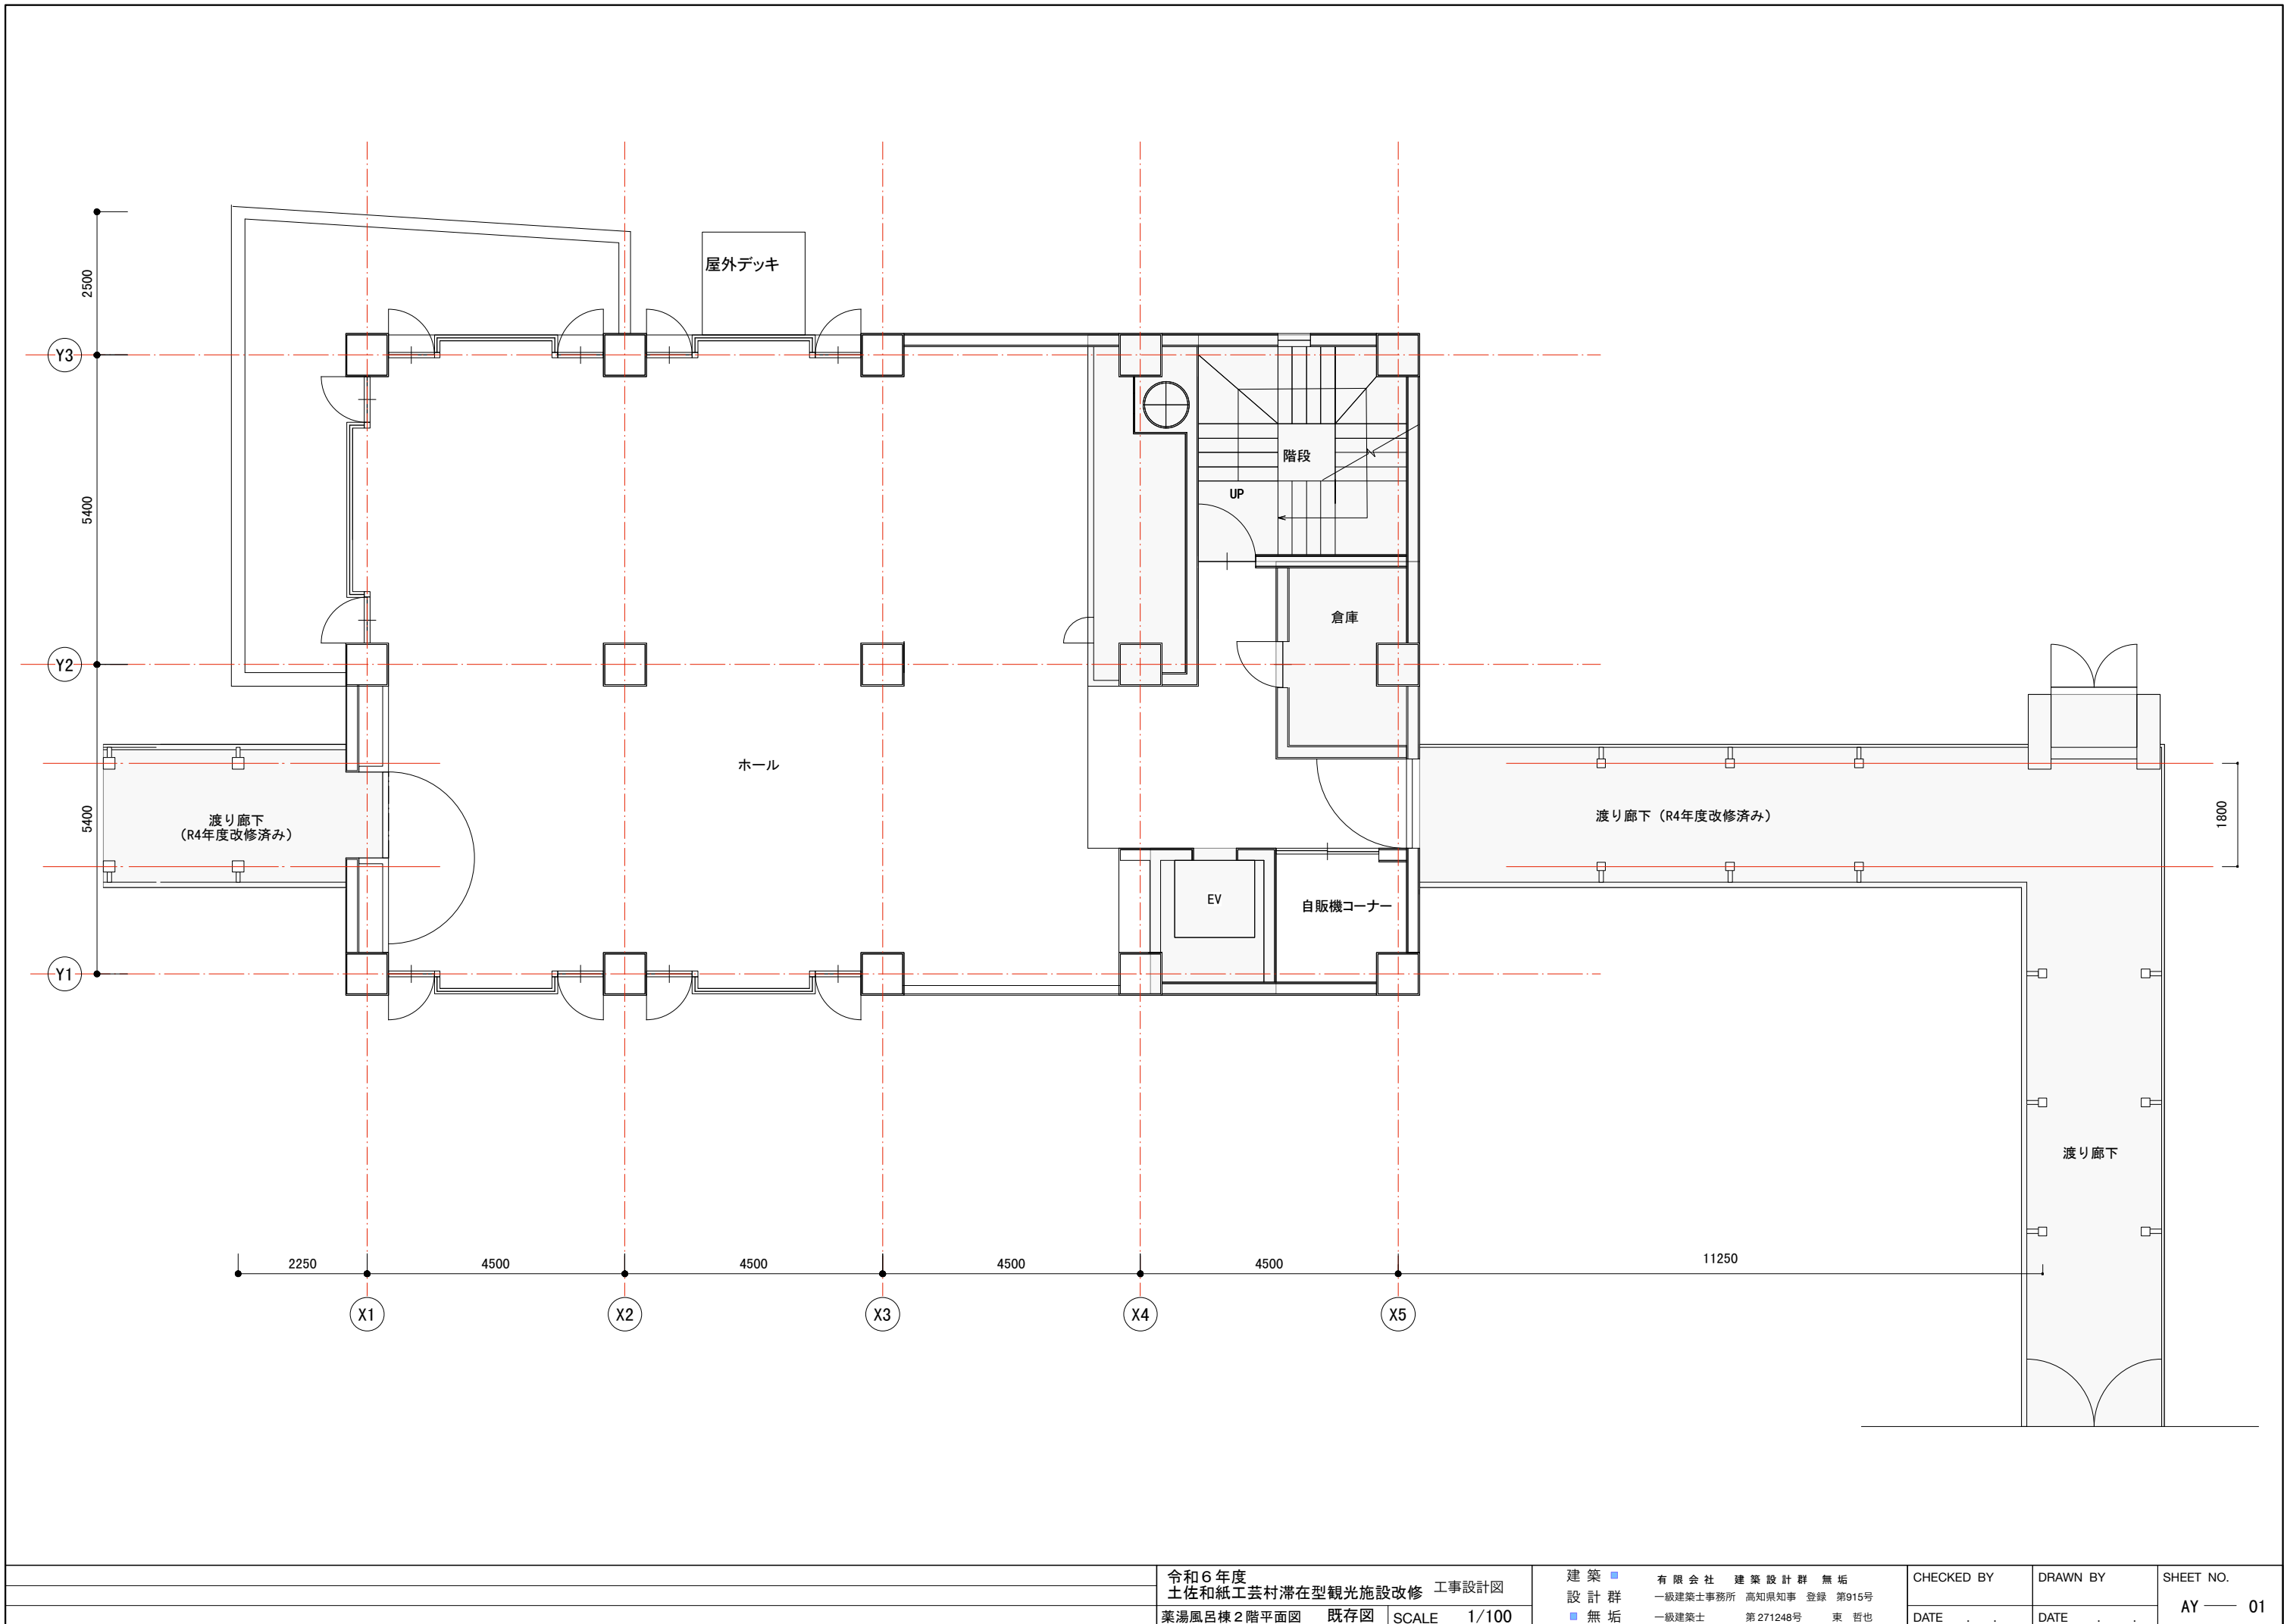 屋外デッキ
2500
Y3
5400
階段
UP
倉庫
Y2
ホール
渡り廊下
(R4年度改修済み)
5400
渡り廊下（R4年度改修済み）
1800
EV
自販機コーナー
Y1
渡り廊下
2250
4500
4500
4500
4500
11250
X1
X2
X3
X4
X5
令和６年度
土佐和紙工芸村滞在型観光施設改修 工事設計図
薬湯風呂棟２階平面図 既存図 SCALE 1/100
建築
設計群
無垢
有限会社 建築設計群 無垢
一級建築士事務所 高知県知事 登録 第915号
一級建築士 第271248号 東 哲也
CHECKED BY
DATE . .
DRAWN BY
DATE . .
SHEET NO.
AY 01